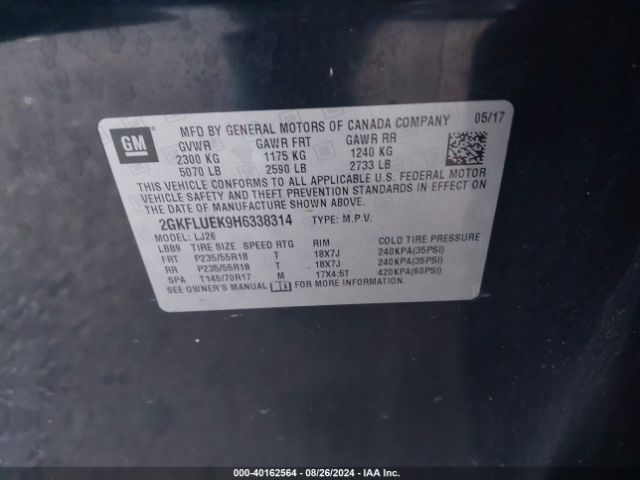 MFD BY GENERAL MOTORS OF CANADA COMPANY 05/17
GM GVWR GAWR FRT GAWR RR
2300 KG 1175 KG 1240 KG
5070 LB 2590 LB 2733 LB
THIS VEHICLE CONFORMS TO ALL APPLICABLE U.S. FEDERAL MOTOR
VEHICLE SAFETY AND THEFT PREVENTION STANDARDS IN EFFECT ON
THE DATE OF MANUFACTURE SHOWN ABOVE.
2GKFLUEK9H6338314 TYPE: M.P.V.
MODEL: LJ26
LBB9 TIRE SIZE SPEED RTG RIM COLD TIRE PRESSURE
FRT P235/55R18 T 18X7J 240KPA(35PSI)
RR P235/55R18 T 18X7J 240KPA(35PSI)
SPA T145/70R17 M 17X4.5T 420KPA(60PSI)
SEE OWNER'S MANUAL FOR MORE INFORMATION
000-40162564 | 08/26/2024 | IAA Inc.